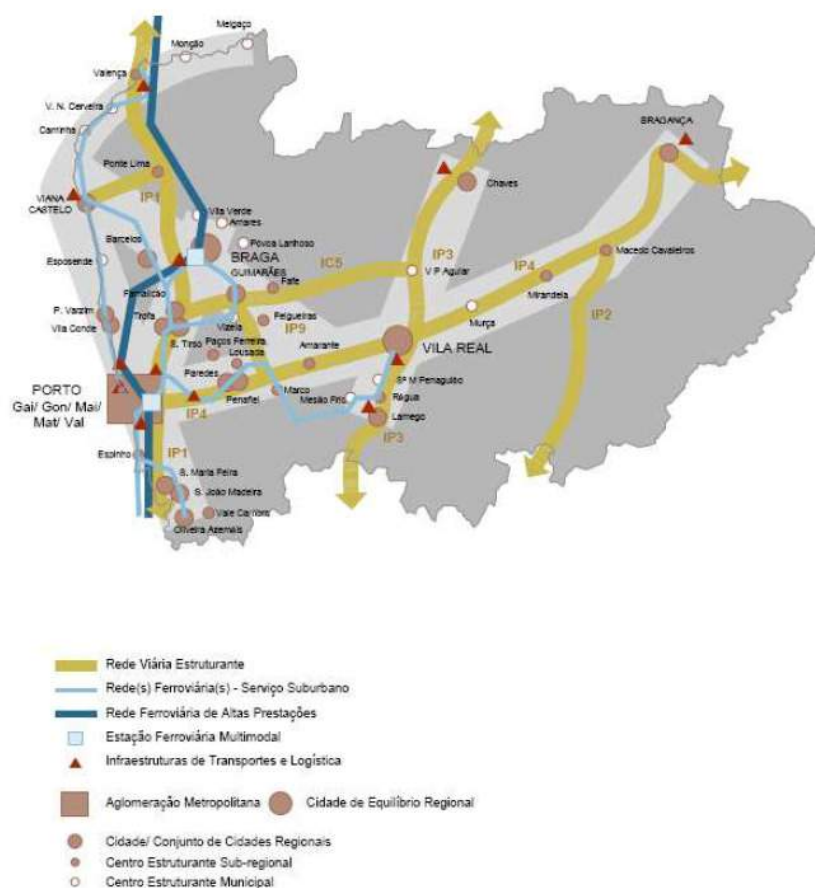 Melgaço
Monção
Valença
V. N. Cerveira
Caminha
BRAGANÇA
Ponte Lima
IP1
Chaves
VIANA
CASTELO
Vila Verde
Amares
Barcelos
BRAGA
Póvoa Lanhoso
IP3
Macedo Cavaleiros
Esposende
GUIMARÃES
IC5
V P Aguiar
IP4
Famalicão
Fafe
Mirandela
IP2
P. Varzim
Trofa
Felgueiras
Vila Conde
Vizela
IP9
Murça
S. Tirso
Paços Ferreira
Lousada
Amarante
VILA REAL
Paredes
PORTO
Gai/ Gon/ Mai/
Mat/ Val
Penafiel
Marco
Mesão Frio
Sª M Penaguião
Régua
IP4
Lamego
IP3
IP1
Espinho
S. Maria Feira
S. João Madeira
Vale Cambra
Oliveira Azeméis
Rede Viária Estruturante
Rede(s) Ferroviária(s) - Serviço Suburbano
Rede Ferroviária de Altas Prestações
Estação Ferroviária Multimodal
Infraestruturas de Transportes e Logística
Aglomeração Metropolitana
Cidade de Equilíbrio Regional
Cidade/ Conjunto de Cidades Regionais
Centro Estruturante Sub-regional
Centro Estruturante Municipal